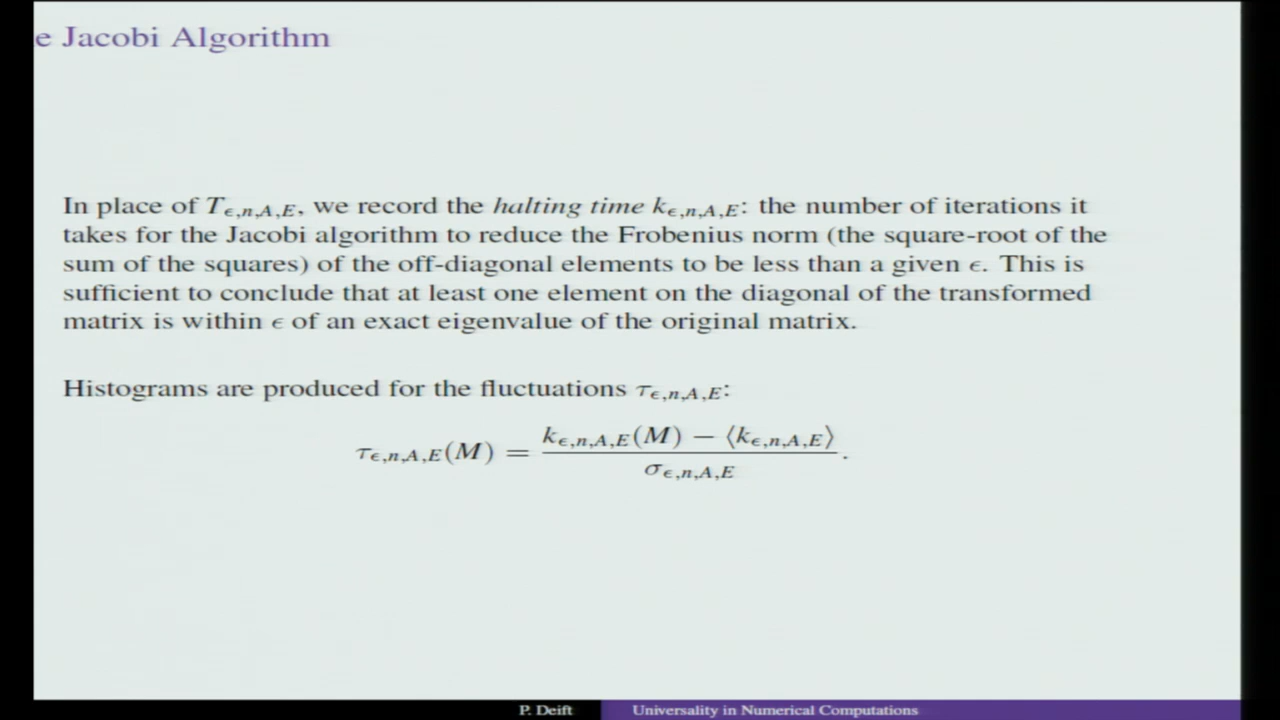 e Jacobi Algorithm
In place of T_{ϵ,n,A,E}, we record the halting time k_{ϵ,n,A,E}: the number of iterations it
takes for the Jacobi algorithm to reduce the Frobenius norm (the square-root of the
sum of the squares) of the off-diagonal elements to be less than a given ϵ. This is
sufficient to conclude that at least one element on the diagonal of the transformed
matrix is within ϵ of an exact eigenvalue of the original matrix.
Histograms are produced for the fluctuations τ_{ϵ,n,A,E}:
τ_{ϵ,n,A,E}(M) = \frac{k_{ϵ,n,A,E}(M) − ⟨k_{ϵ,n,A,E}⟩}{σ_{ϵ,n,A,E}}.
P. Deift Universality in Numerical Computations